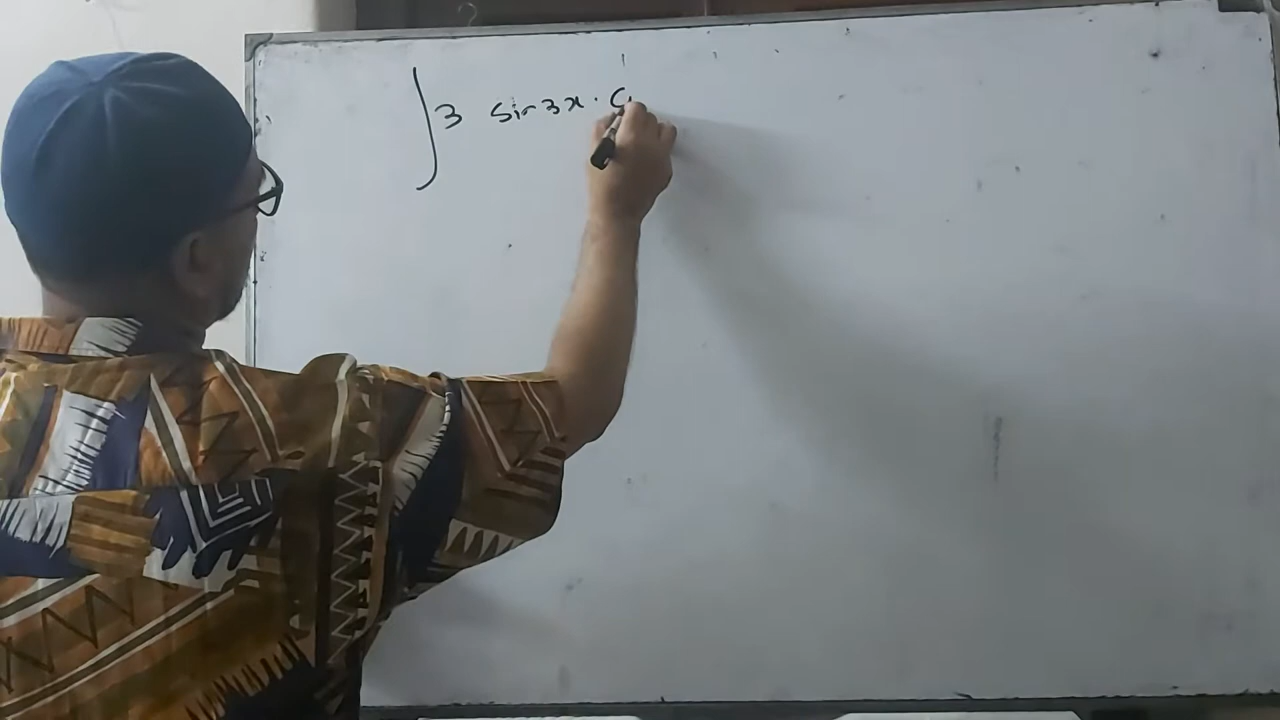 ∫ 3 sin 3x · c